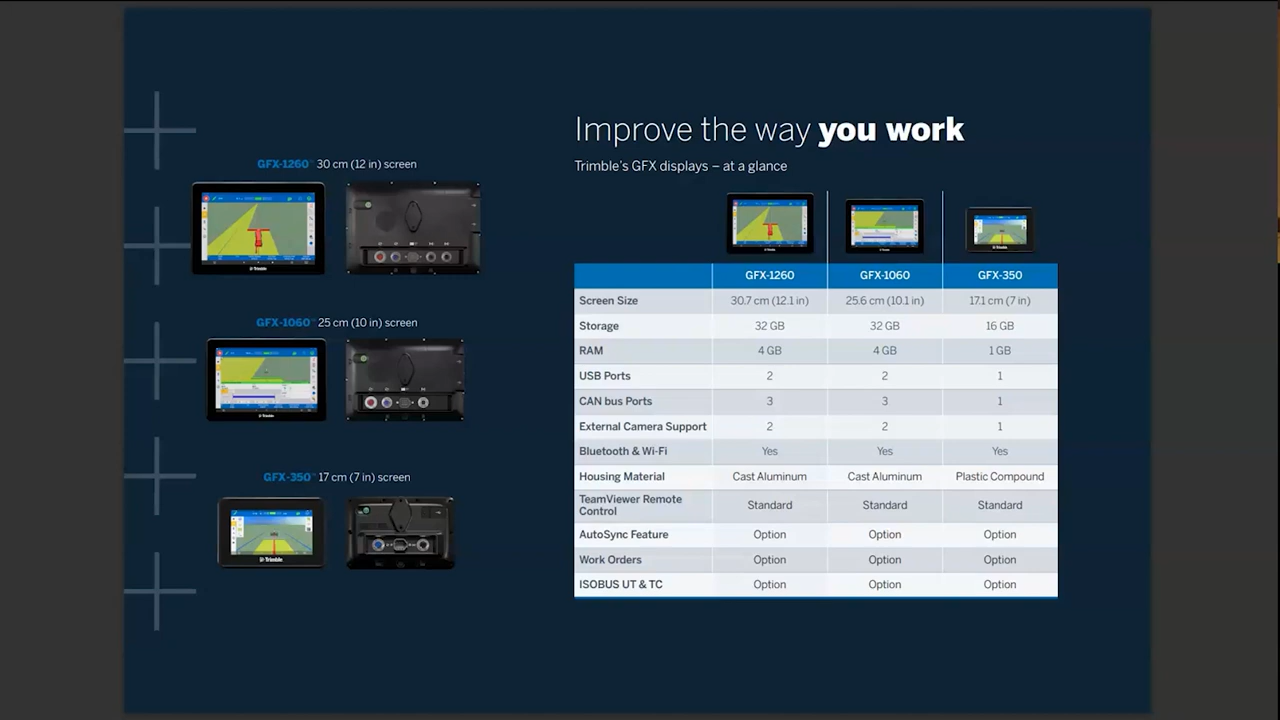 GFX-1260™ 30 cm (12 in) screen
Trimble
GFX-1060™ 25 cm (10 in) screen
Trimble
GFX-350™ 17 cm (7 in) screen
Trimble
Improve the way you work
Trimble's GFX displays – at a glance
GFX-1260 GFX-1060 GFX-350
Screen Size 30.7 cm (12.1 in) 25.6 cm (10.1 in) 17.1 cm (7 in)
Storage 32 GB 32 GB 16 GB
RAM 4 GB 4 GB 1 GB
USB Ports 2 2 1
CAN bus Ports 3 3 1
External Camera Support 2 2 1
Bluetooth & Wi-Fi Yes Yes Yes
Housing Material Cast Aluminum Cast Aluminum Plastic Compound
TeamViewer Remote
Control Standard Standard Standard
AutoSync Feature Option Option Option
Work Orders Option Option Option
ISOBUS UT & TC Option Option Option